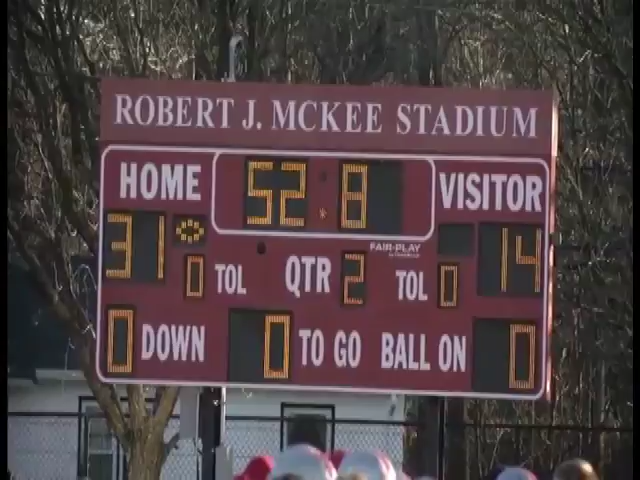 ROBERT J. MCKEE STADIUM
HOME 52:8 VISITOR
31 14
0 TOL QTR 2 TOL 0
FAIR-PLAY
0 DOWN 0 TO GO BALL ON 0